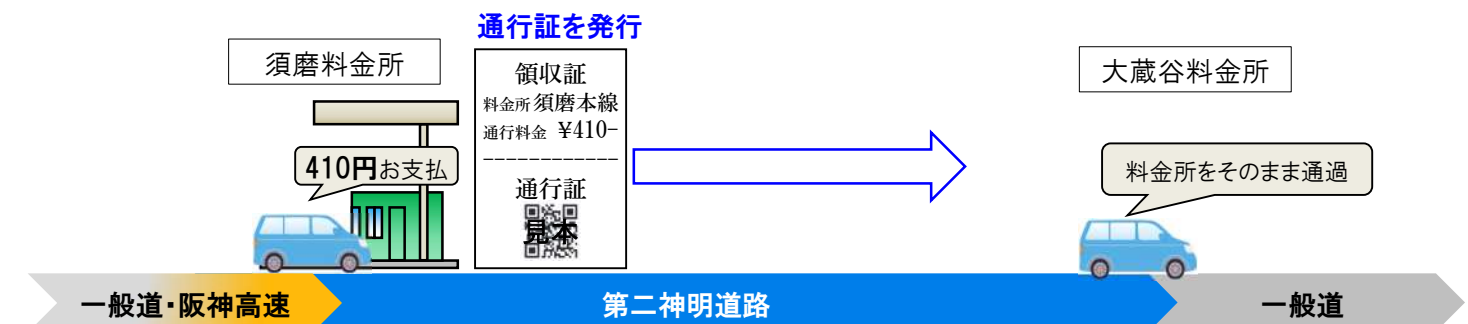 通行証を発行
須磨料金所
領収証
料金所 須磨本線
通行料金 ¥410-
-------------
通行証
見本
410円お支払
大蔵谷料金所
料金所をそのまま通過
一般道・阪神高速
第二神明道路
一般道